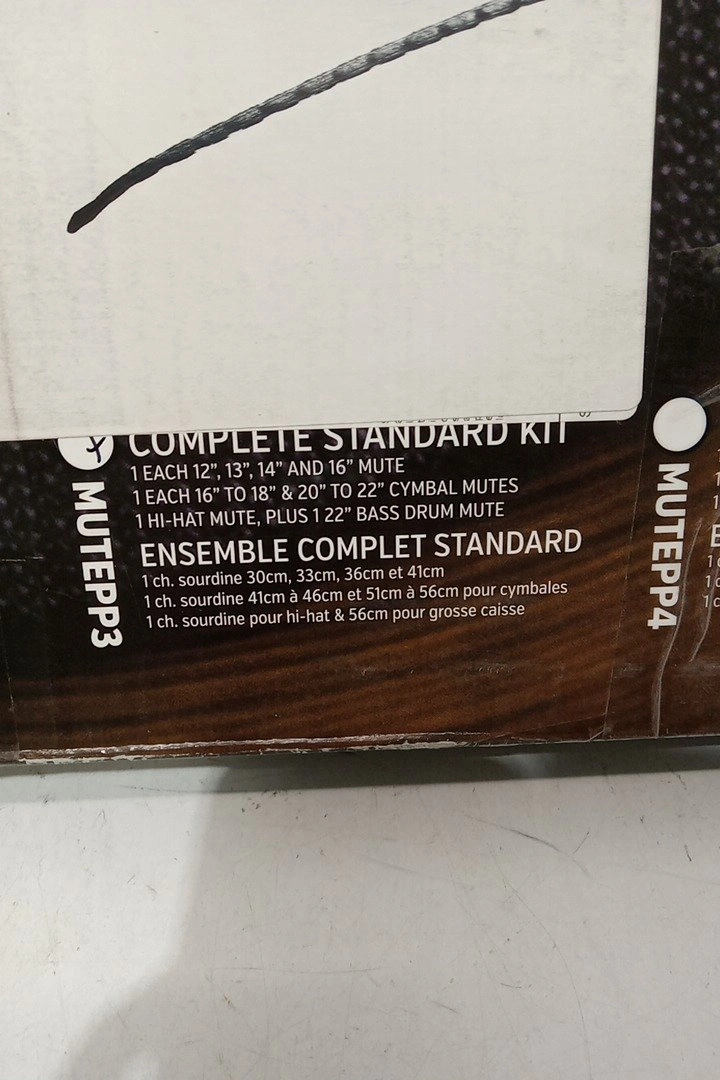 COMPLETE STANDARD KIT
1 EACH 12", 13", 14" AND 16" MUTE
1 EACH 16" TO 18" & 20" TO 22" CYMBAL MUTES
1 HI-HAT MUTE, PLUS 1 22" BASS DRUM MUTE
ENSEMBLE COMPLET STANDARD
1 ch. sourdine 30cm, 33cm, 36cm et 41cm
1 ch. sourdine 41cm à 46cm et 51cm à 56cm pour cymbales
1 ch. sourdine pour hi-hat & 56cm pour grosse caisse
MUTEPP3
MUTEPP4